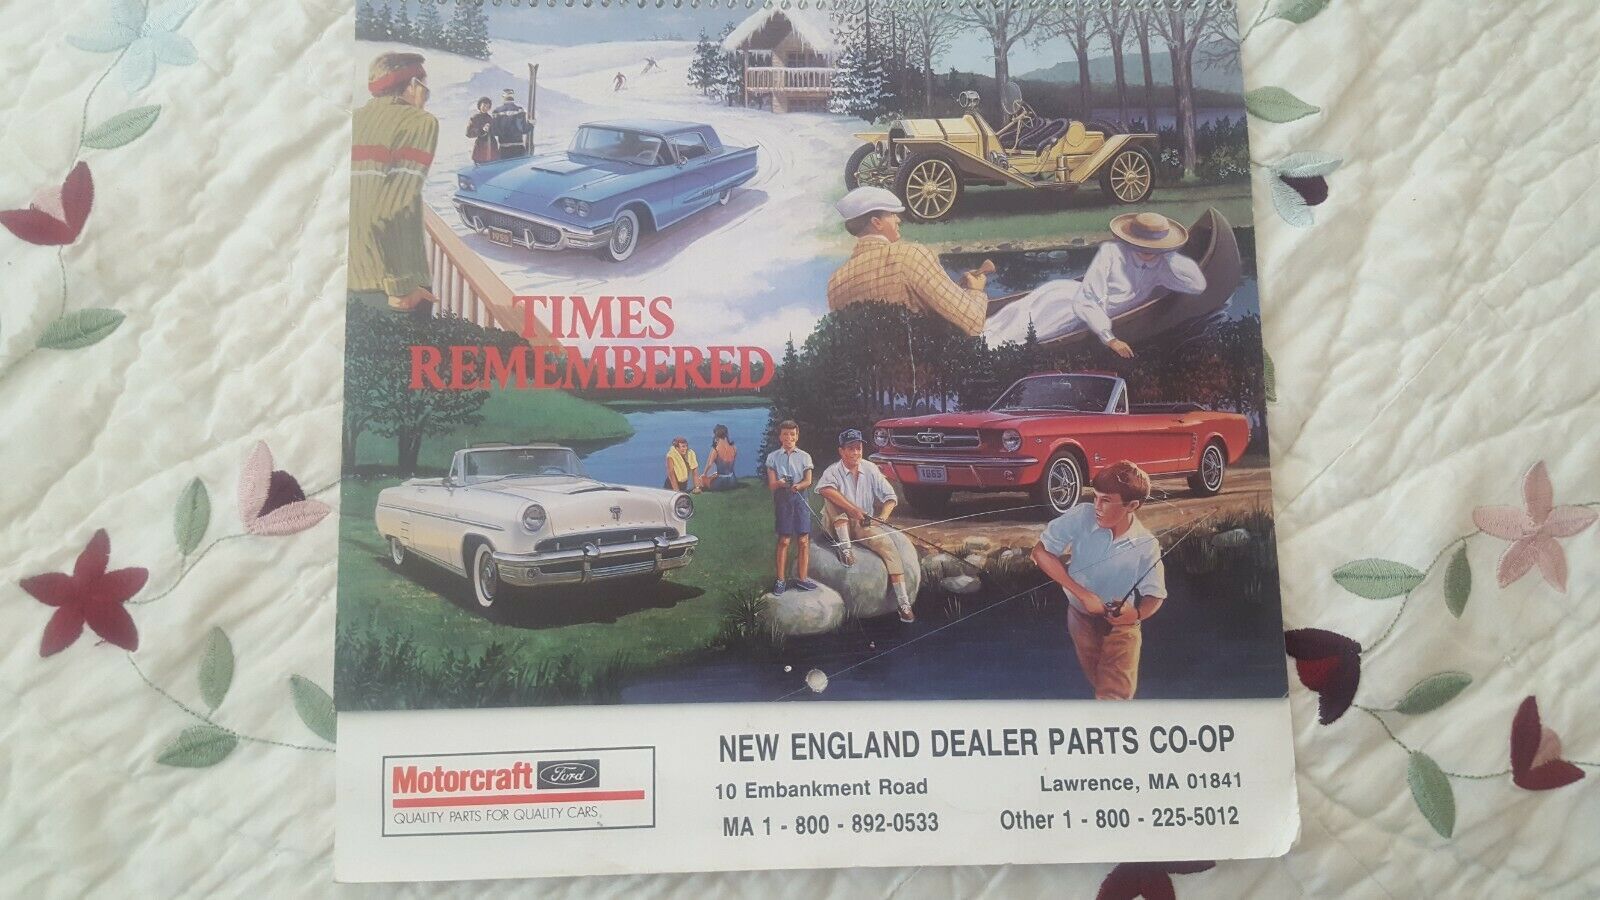 1958
TIMES
REMEMBERED
1965
Motorcraft Ford
QUALITY PARTS FOR QUALITY CARS®
NEW ENGLAND DEALER PARTS CO-OP
10 Embankment Road Lawrence, MA 01841
MA 1 - 800 - 892-0533 Other 1 - 800 - 225-5012